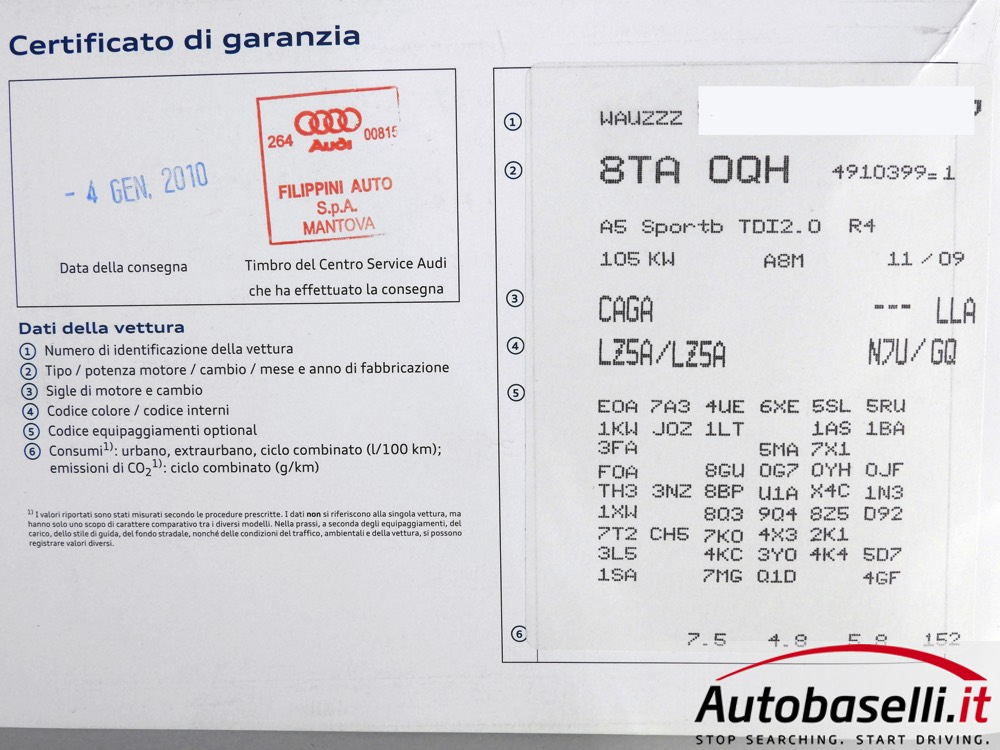 Certificato di garanzia
- 4 GEN. 2010
264 00815
Audi
FILIPPINI AUTO
S.p.A.
MANTOVA
Data della consegna
Timbro del Centro Service Audi
che ha effettuato la consegna
Dati della vettura
1 Numero di identificazione della vettura
2 Tipo / potenza motore / cambio / mese e anno di fabbricazione
3 Sigle di motore e cambio
4 Codice colore / codice interni
5 Codice equipaggiamenti optional
6 Consumi1): urbano, extraurbano, ciclo combinato (l/100 km);
emissioni di CO2 1): ciclo combinato (g/km)
1) I valori riportati sono stati misurati secondo le procedure prescritte. I dati non si riferiscono alla singola vettura, ma
hanno solo uno scopo di carattere comparativo tra i diversi modelli. Nella prassi, a seconda degli equipaggiamenti, del
carico, dello stile di guida, del fondo stradale, nonché delle condizioni del traffico, ambientali e della vettura, si possono
registrare valori diversi.
1 WAUZZZ
2 8TA 0QH 4910399=1
A5 Sportb TDI2.0 R4
105 KW A8M 11 / 09
3 CAGA --- LLA
4 LZ5A/LZ5A N7U/GQ
5
E0A 7A3 4UE 6XE 5SL 5RU
1KW J0Z 1LT 1AS 1BA
3FA 5MA 7X1
F0A 8GU 0G7 0YH 0JF
TH3 3NZ 8BP U1A X4C 1N3
1XW 8Q3 9Q4 8Z5 D92
7T2 CH5 7K0 4X3 2K1
3L5 4KC 3Y0 4K4 5D7
1SA 7MG Q1D 4GF
6 7.5 4.8 5.8 152
Autobaselli.it
STOP SEARCHING. START DRIVING.